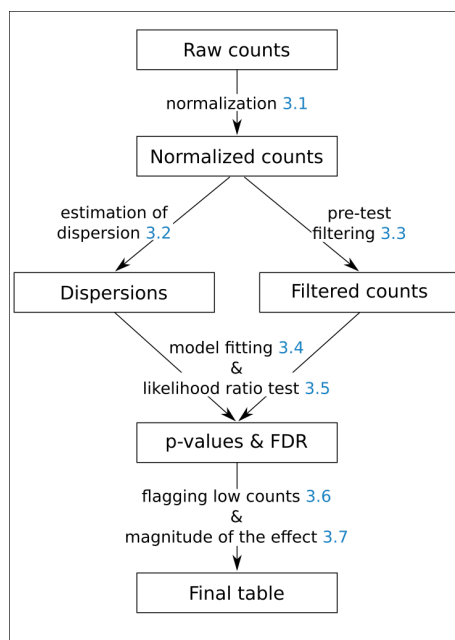 Raw counts
normalization 3.1
Normalized counts
estimation of
dispersion 3.2
pre-test
filtering 3.3
Dispersions
Filtered counts
model fitting 3.4
&
likelihood ratio test 3.5
p-values & FDR
flagging low counts 3.6
&
magnitude of the effect 3.7
Final table